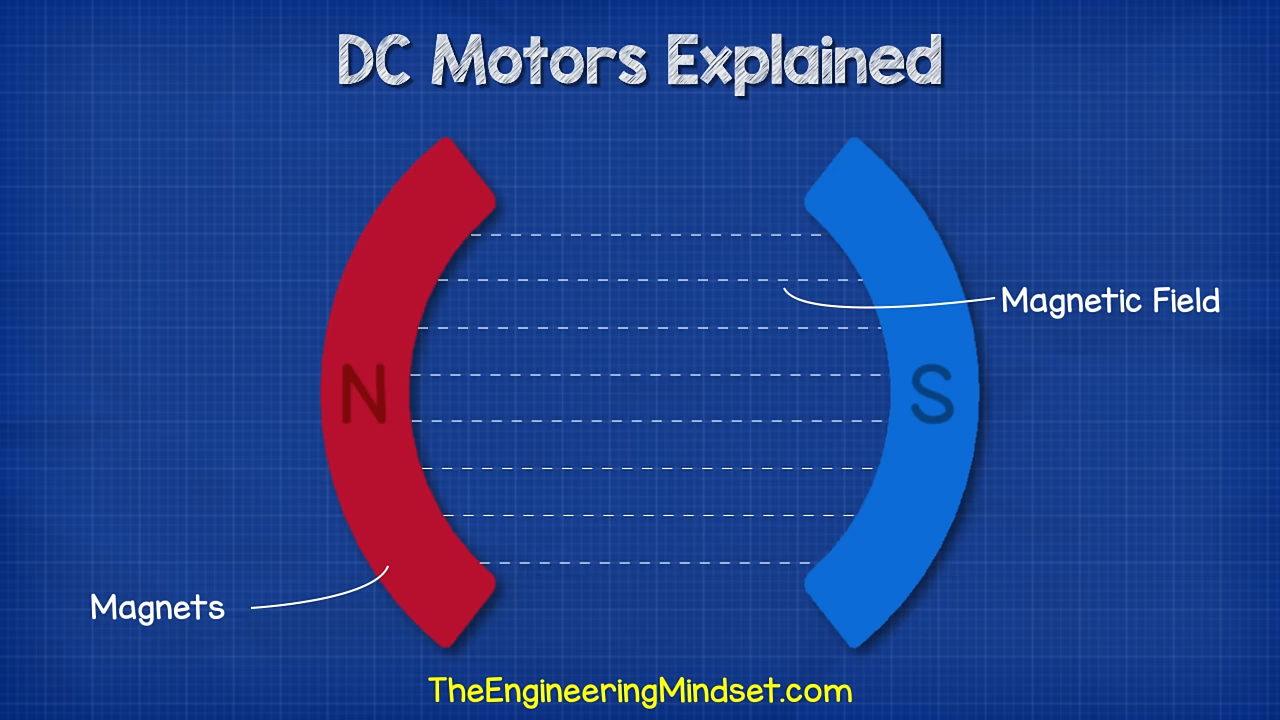 DC Motors Explained
Magnetic Field
N
S
Magnets
TheEngineeringMindset.com